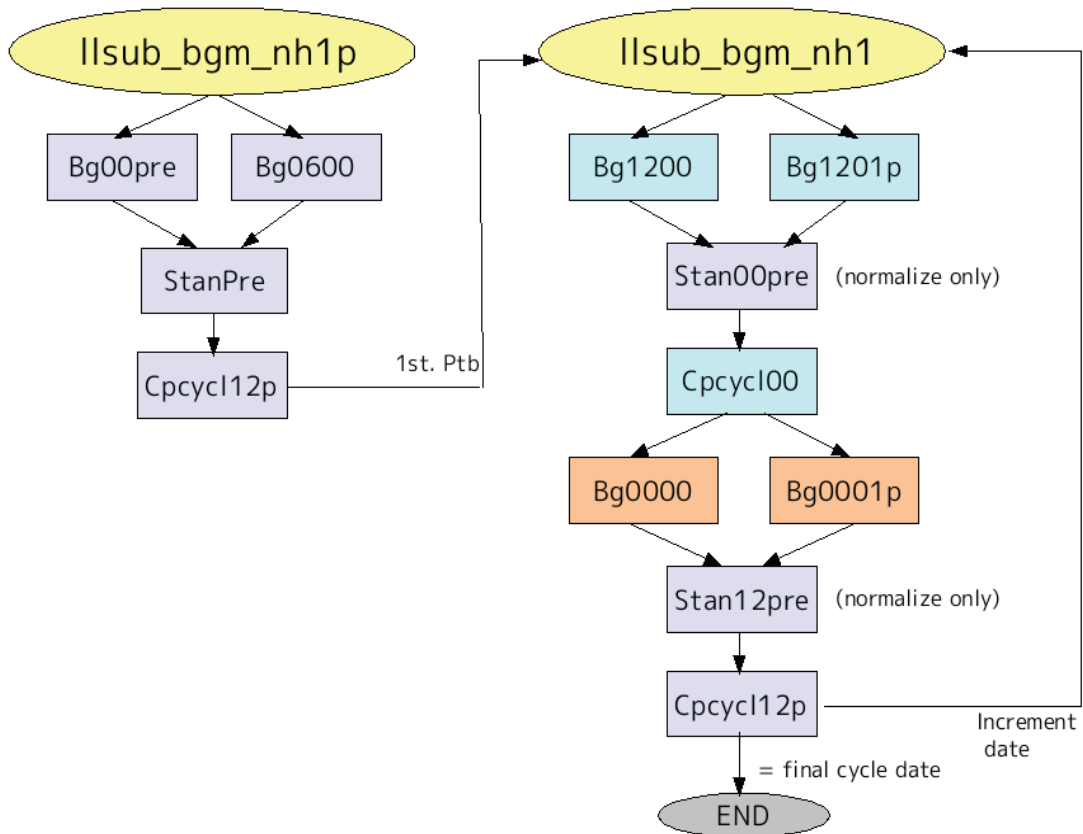 llsub_bgm_nh1p
Bg00pre
Bg0600
StanPre
Cpcycl12p
1st. Ptb
llsub_bgm_nh1
Bg1200
Bg1201p
Stan00pre
(normalize only)
Cpcycl00
Bg0000
Bg0001p
Stan12pre
(normalize only)
Cpcycl12p
Increment
date
= final cycle date
END